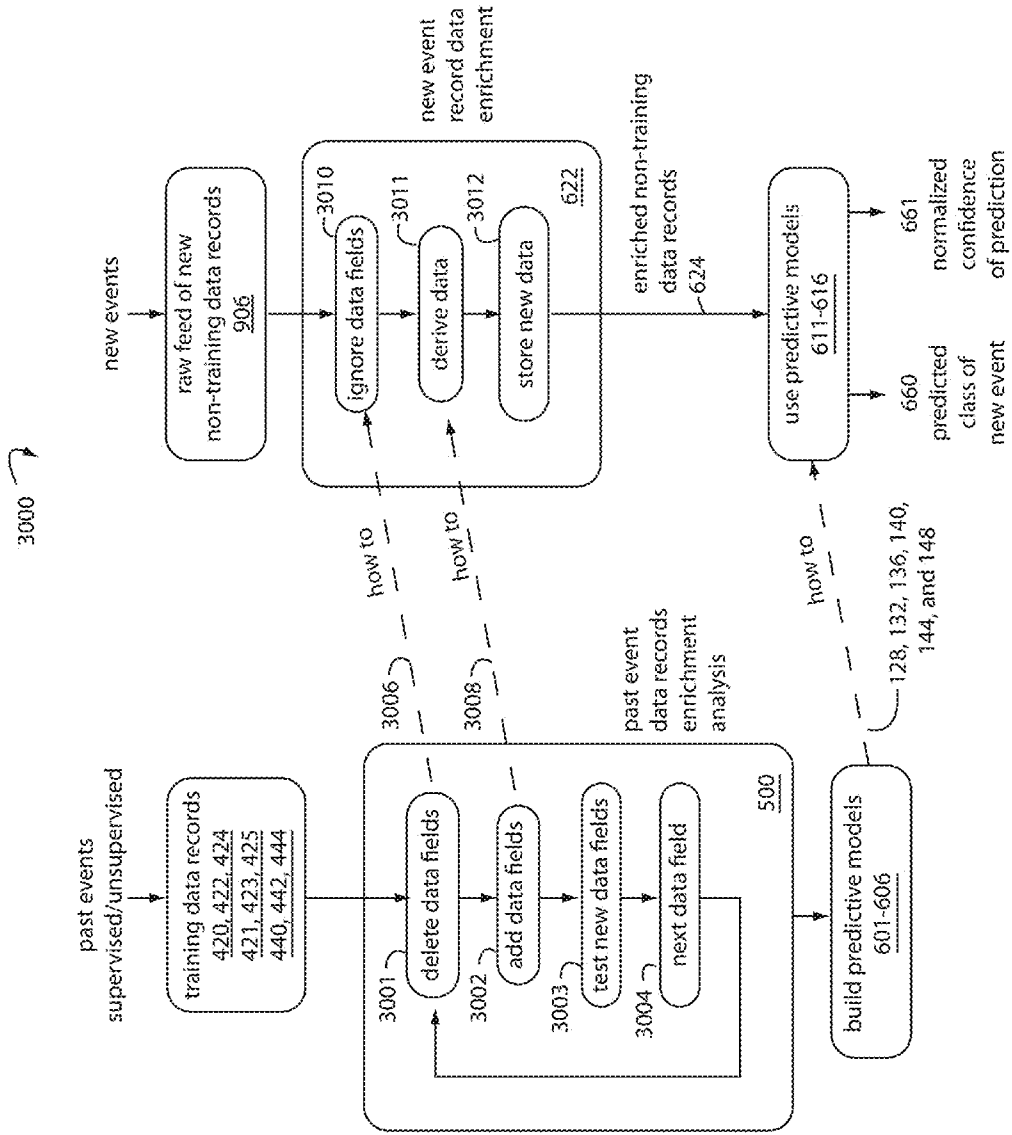 3000
past events
supervised/unsupervised
training data records
420, 422, 424
421, 423, 425
440, 442, 444
3001
delete data fields
3002
add data fields
3003
test new data fields
3004
next data field
500
past event
data records
enrichment
analysis
build predictive models
601-606
3006
how to
3008
how to
how to
128, 132, 136, 140,
144, and 148
new events
raw feed of new
non-training data records
906
3010
ignore data fields
3011
derive data
3012
store new data
622
new event
record data
enrichment
enriched non-training
data records
624
use predictive models
611-616
660
predicted
class of
new event
661
normalized
confidence
of prediction